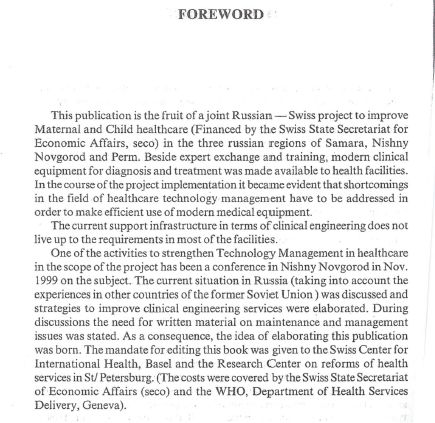 FOREWORD
This publication is the fruit of a joint Russian — Swiss project to improve
Maternal and Child healthcare (Financed by the Swiss State Secretariat for
Economic Affairs, seco) in the three russian regions of Samara, Nishny
Novgorod and Perm. Beside expert exchange and training, modern clinical
equipment for diagnosis and treatment was made available to health facilities.
In the course of the project implementation it became evident that shortcomings
in the field of healthcare technology management have to be addressed in
order to make efficient use of modern medical equipment.
The current support infrastructure in terms of clinical engineering does not
live up to the requirements in most of the facilities.
One of the activities to strengthen Technology Management in healthcare
in the scope of the project has been a conference in Nishny Novgorod in Nov.
1999 on the subject. The current situation in Russia (taking into account the
experiences in other countries of the former Soviet Union ) was discussed and
strategies to improve clinical engineering services were elaborated. During
discussions the need for written material on maintenance and management
issues was stated. As a consequence, the idea of elaborating this publication
was born. The mandate for editing this book was given to the Swiss Center for
International Health, Basel and the Research Center on reforms of health
services in St/ Petersburg. (The costs were covered by the Swiss State Secretariat
of Economic Affairs (seco) and the WHO, Department of Health Services
Delivery, Geneva).